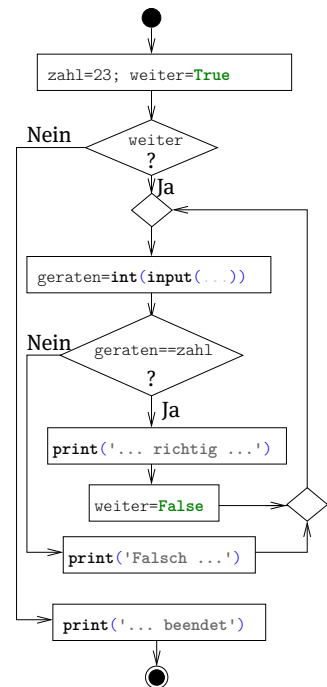 zahl=23; weiter=True
Nein
weiter
?
Ja
geraten=int(input(...))
Nein
geraten==zahl
?
Ja
print('... richtig ...')
weiter=False
print('Falsch ...')
print('... beendet')